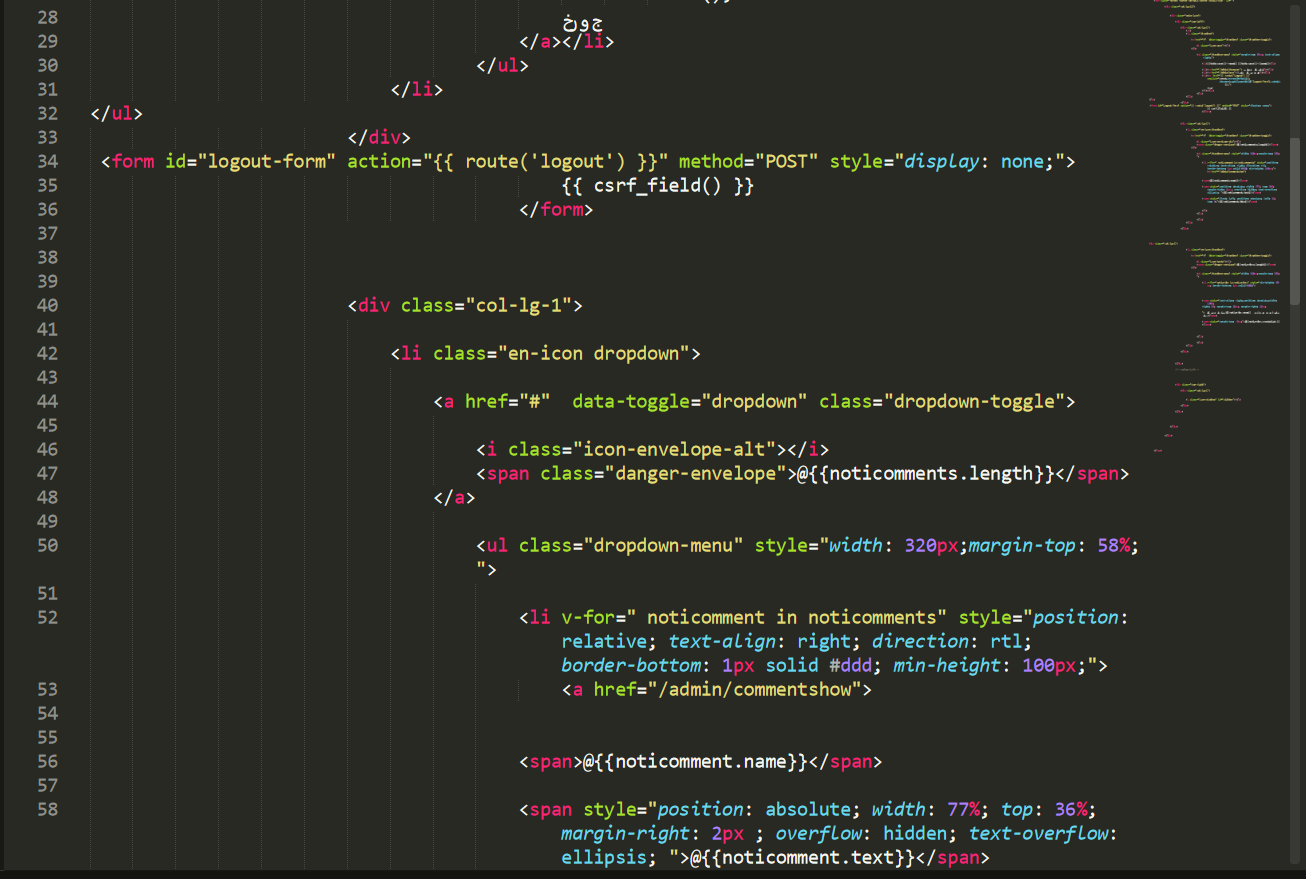 28
29 </a></li>
30 </ul>
31 </li>
32 </ul>
33 </div>
34 <form id="logout-form" action="{{ route('logout') }}" method="POST" style="display: none;">
35 {{ csrf_field() }}
36 </form>
37
38
39
40 <div class="col-lg-1">
41
42 <li class="en-icon dropdown">
43
44 <a href="#"  data-toggle="dropdown" class="dropdown-toggle">
45
46 <i class="icon-envelope-alt"></i>
47 <span class="danger-envelope">@{{noticomments.length}}</span>
48 </a>
49
50 <ul class="dropdown-menu" style="width: 320px;margin-top: 58%;
">
51
52 <li v-for=" noticomment in noticomments" style="position:
relative; text-align: right; direction: rtl;
border-bottom: 1px solid #ddd; min-height: 100px;">
53 <a href="/admin/commentshow">
54
55
56 <span>@{{noticomment.name}}</span>
57
58 <span style="position: absolute; width: 77%; top: 36%;
margin-right: 2px ; overflow: hidden; text-overflow:
ellipsis; ">@{{noticomment.text}}</span>